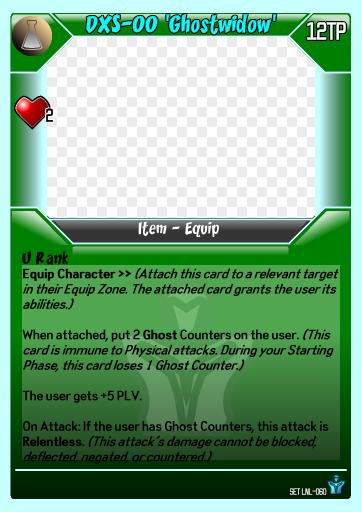 DXS-00 'Ghostwidow'
12TP
2
Item - Equip
U Rank
Equip Character >> (Attach this card to a relevant target
in their Equip Zone. The attached card grants the user its
abilities.)
When attached, put 2 Ghost Counters on the user. (This
card is immune to Physical attacks. During your Starting
Phase, this card loses 1 Ghost Counter.)
The user gets +5 PLV.
On Attack: If the user has Ghost Counters, this attack is
Relentless. (This attack's damage cannot be blocked,
deflected, negated, or countered.)
SET LNL-060